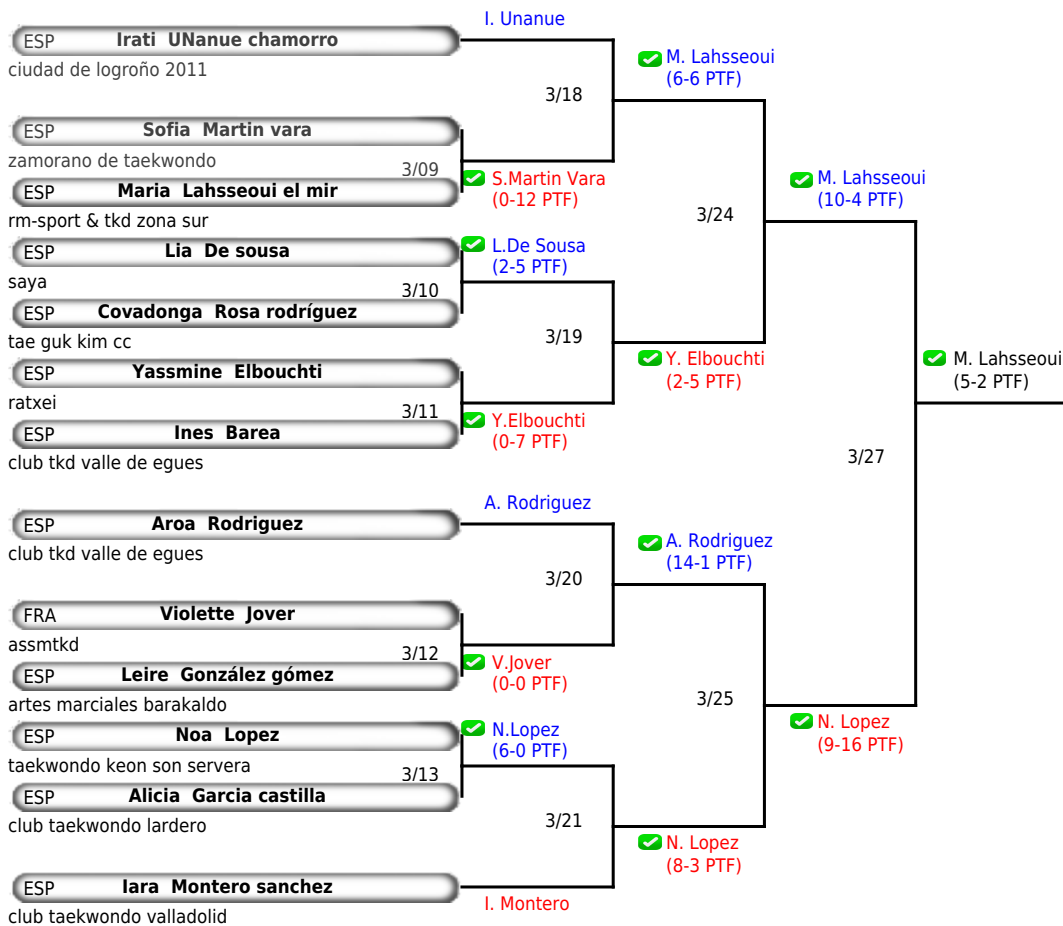 I. Unanue
ESP Irati UNanue chamorro
ciudad de logroño 2011
M. Lahsseoui
(6-6 PTF)
3/18
ESP Sofia Martin vara
zamorano de taekwondo
3/09
ESP Maria Lahsseoui el mir
rm-sport & tkd zona sur
S.Martin Vara
(0-12 PTF)
M. Lahsseoui
(10-4 PTF)
3/24
ESP Lia De sousa
saya
L.De Sousa
(2-5 PTF)
3/10
ESP Covadonga Rosa rodríguez
tae guk kim cc
3/19
ESP Yassmine Elbouchti
ratxei
Y. Elbouchti
(2-5 PTF)
M. Lahsseoui
(5-2 PTF)
3/11
ESP Ines Barea
club tkd valle de egues
Y.Elbouchti
(0-7 PTF)
3/27
A. Rodriguez
ESP Aroa Rodriguez
club tkd valle de egues
A. Rodriguez
(14-1 PTF)
3/20
FRA Violette Jover
assmtkd
3/12
ESP Leire González gómez
artes marciales barakaldo
V.Jover
(0-0 PTF)
3/25
ESP Noa Lopez
taekwondo keon son servera
N.Lopez
(6-0 PTF)
N. Lopez
(9-16 PTF)
3/13
ESP Alicia Garcia castilla
club taekwondo lardero
3/21
N. Lopez
(8-3 PTF)
ESP Iara Montero sanchez
club taekwondo valladolid
I. Montero